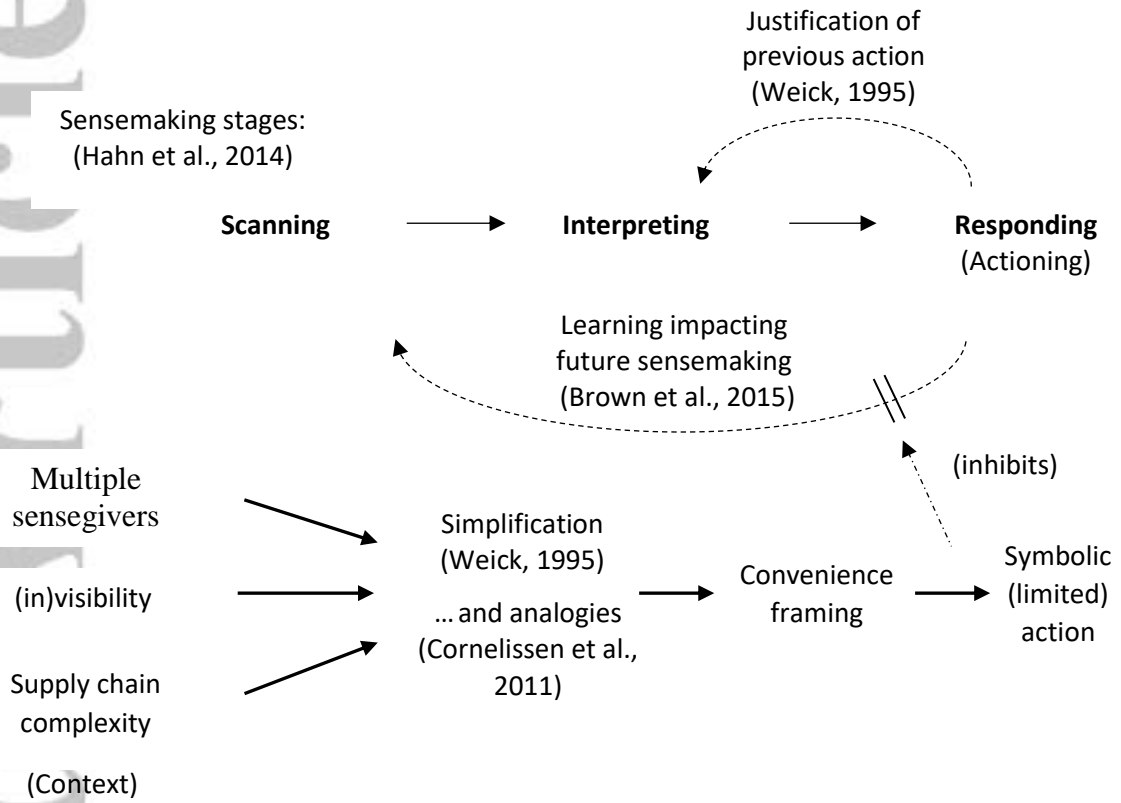 Justification of
previous action
(Weick, 1995)
Sensemaking stages:
(Hahn et al., 2014)
Scanning
Interpreting
Responding
(Actioning)
Learning impacting
future sensemaking
(Brown et al., 2015)
(inhibits)
Multiple
sensegivers
(in)visibility
Supply chain
complexity
(Context)
Simplification
(Weick, 1995)
... and analogies
(Cornelissen et al.,
2011)
Convenience
framing
Symbolic
(limited)
action